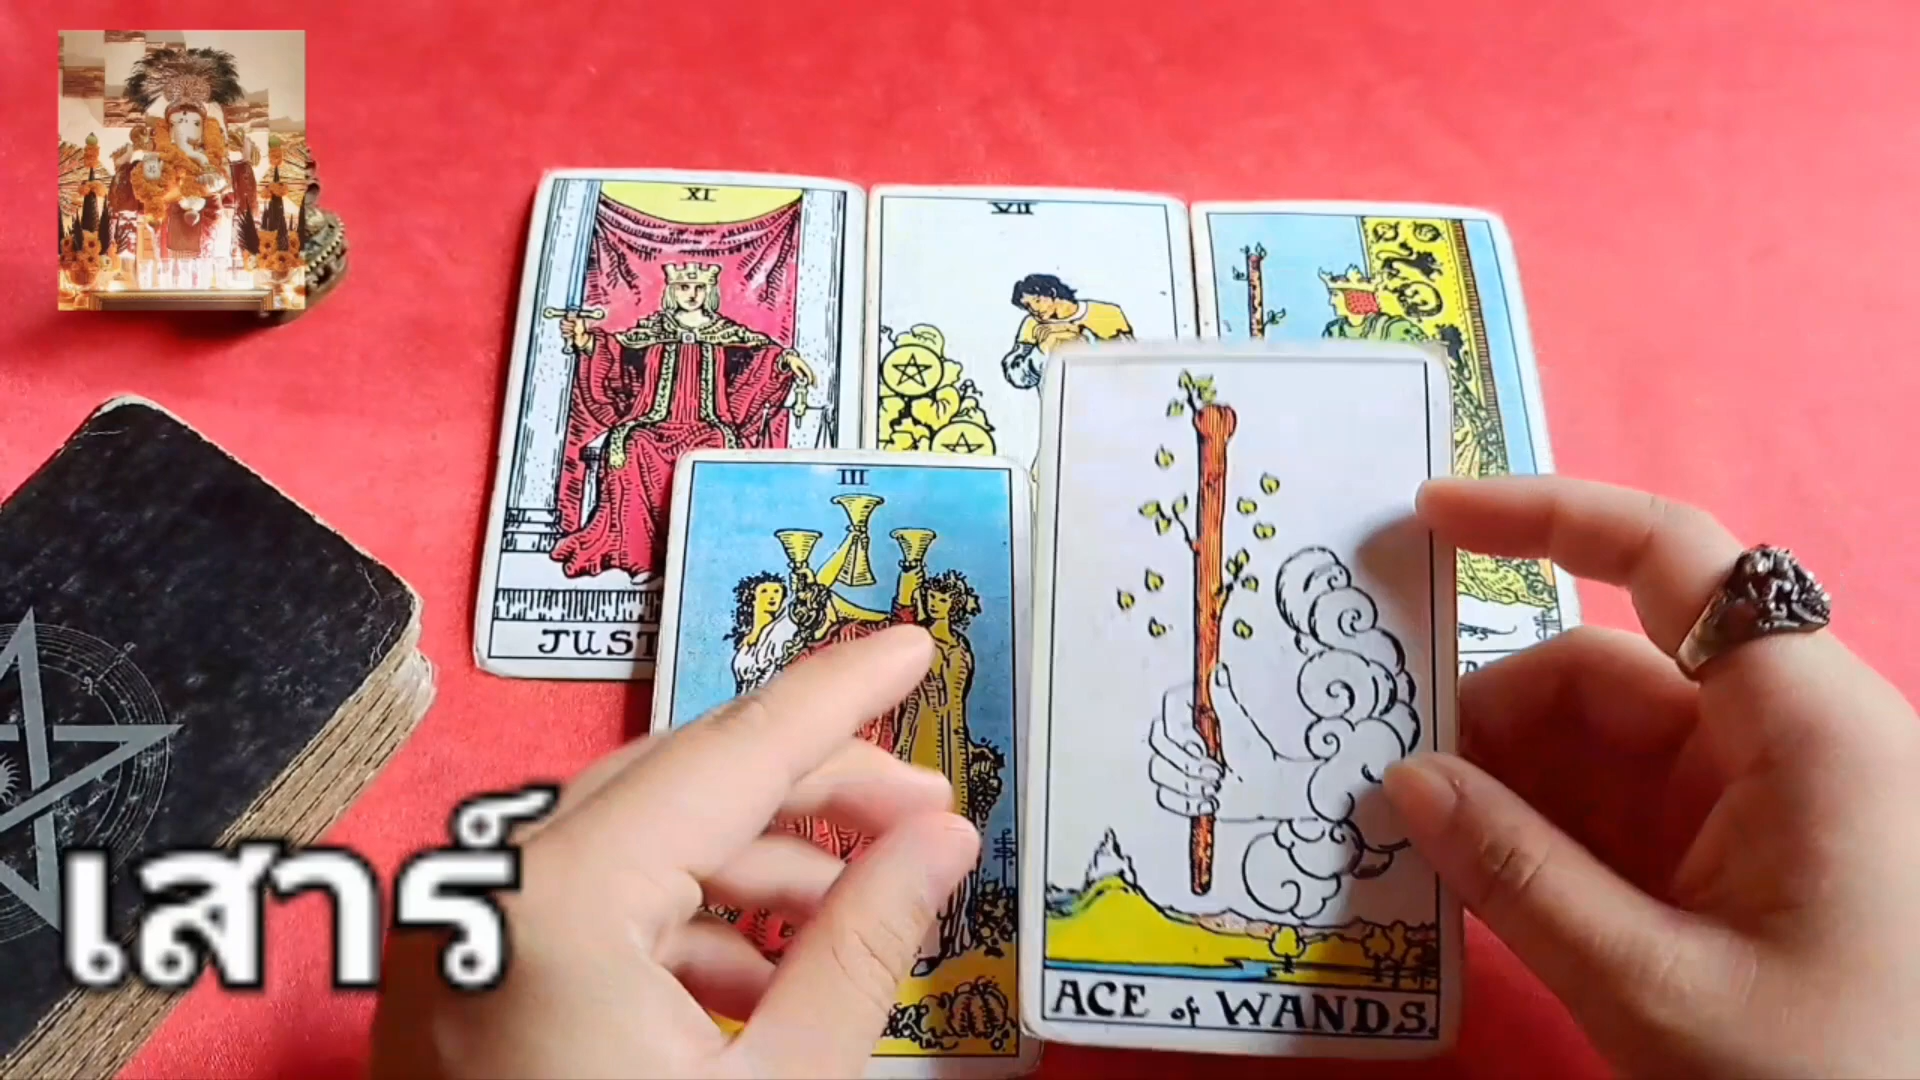 XI
VII
III
JUST
ACE of WANDS.
เสาร์